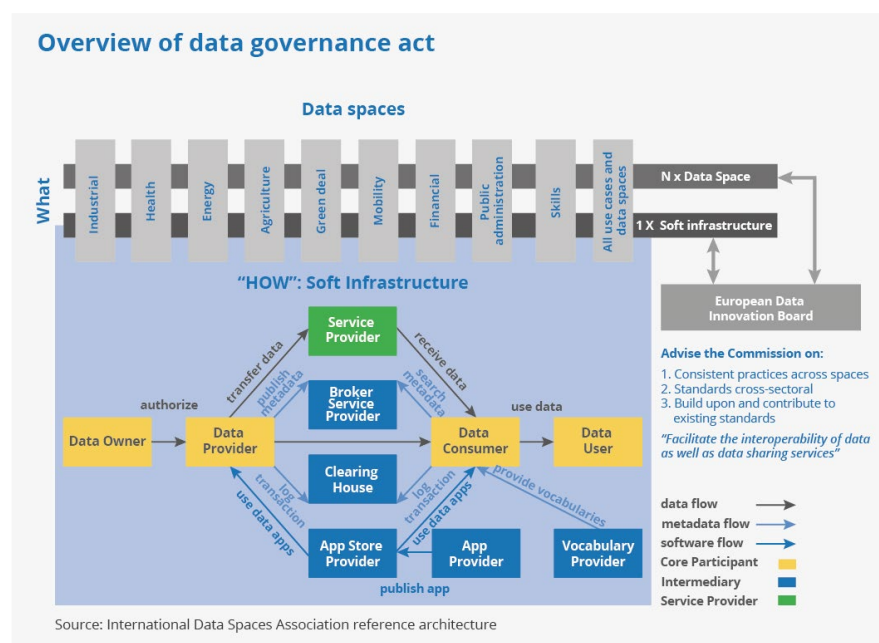 Overview of data governance act
Data spaces
What
Industrial
Health
Energy
Agriculture
Green deal
Mobility
Financial
Public
administration
Skills
All use cases and
data spaces
N x Data Space
1 X Soft infrastructure
European Data
Innovation Board
Advise the Commission on:
1. Consistent practices across spaces
2. Standards cross-sectoral
3. Build upon and contribute to
existing standards
"Facilitate the interoperability of data
as well as data sharing services"
"HOW": Soft Infrastructure
Service
Provider
transfer data
receive data
publish
metadata
search
metadata
Broker
Service
Provider
authorize
use data
Data Owner
Data
Provider
Data
Consumer
Data
User
Clearing
House
log
transaction
log
transaction
use data apps
use data apps
provide vocabularies
App Store
Provider
App
Provider
Vocabulary
Provider
publish app
data flow
metadata flow
software flow
Core Participant
Intermediary
Service Provider
Source: International Data Spaces Association reference architecture